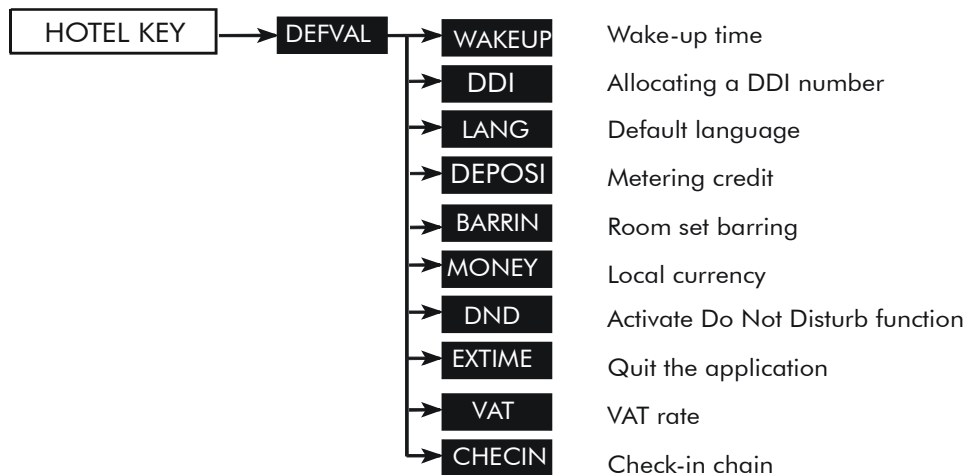 HOTEL KEY DEFVAL WAKEUP Wake-up time
DDI Allocating a DDI number
LANG Default language
DEPOSI Metering credit
BARRIN Room set barring
MONEY Local currency
DND Activate Do Not Disturb function
EXTIME Quit the application
VAT VAT rate
CHECIN Check-in chain